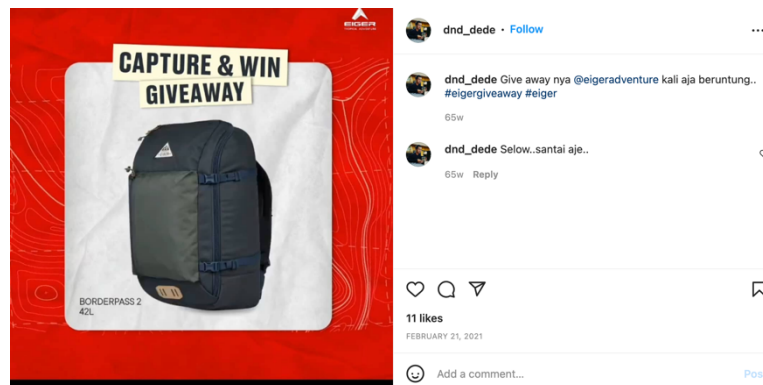 EIGER
CAPTURE & WIN
GIVEAWAY
BORDERPASS 2
42L
dnd_dede • Follow
dnd_dede Give away nya @eigeradventure kali aja beruntung..
#eigergiveaway #eiger
65w
dnd_dede Selow..santai aje..
65w Reply
11 likes
FEBRUARY 21, 2021
Add a comment...
Pos